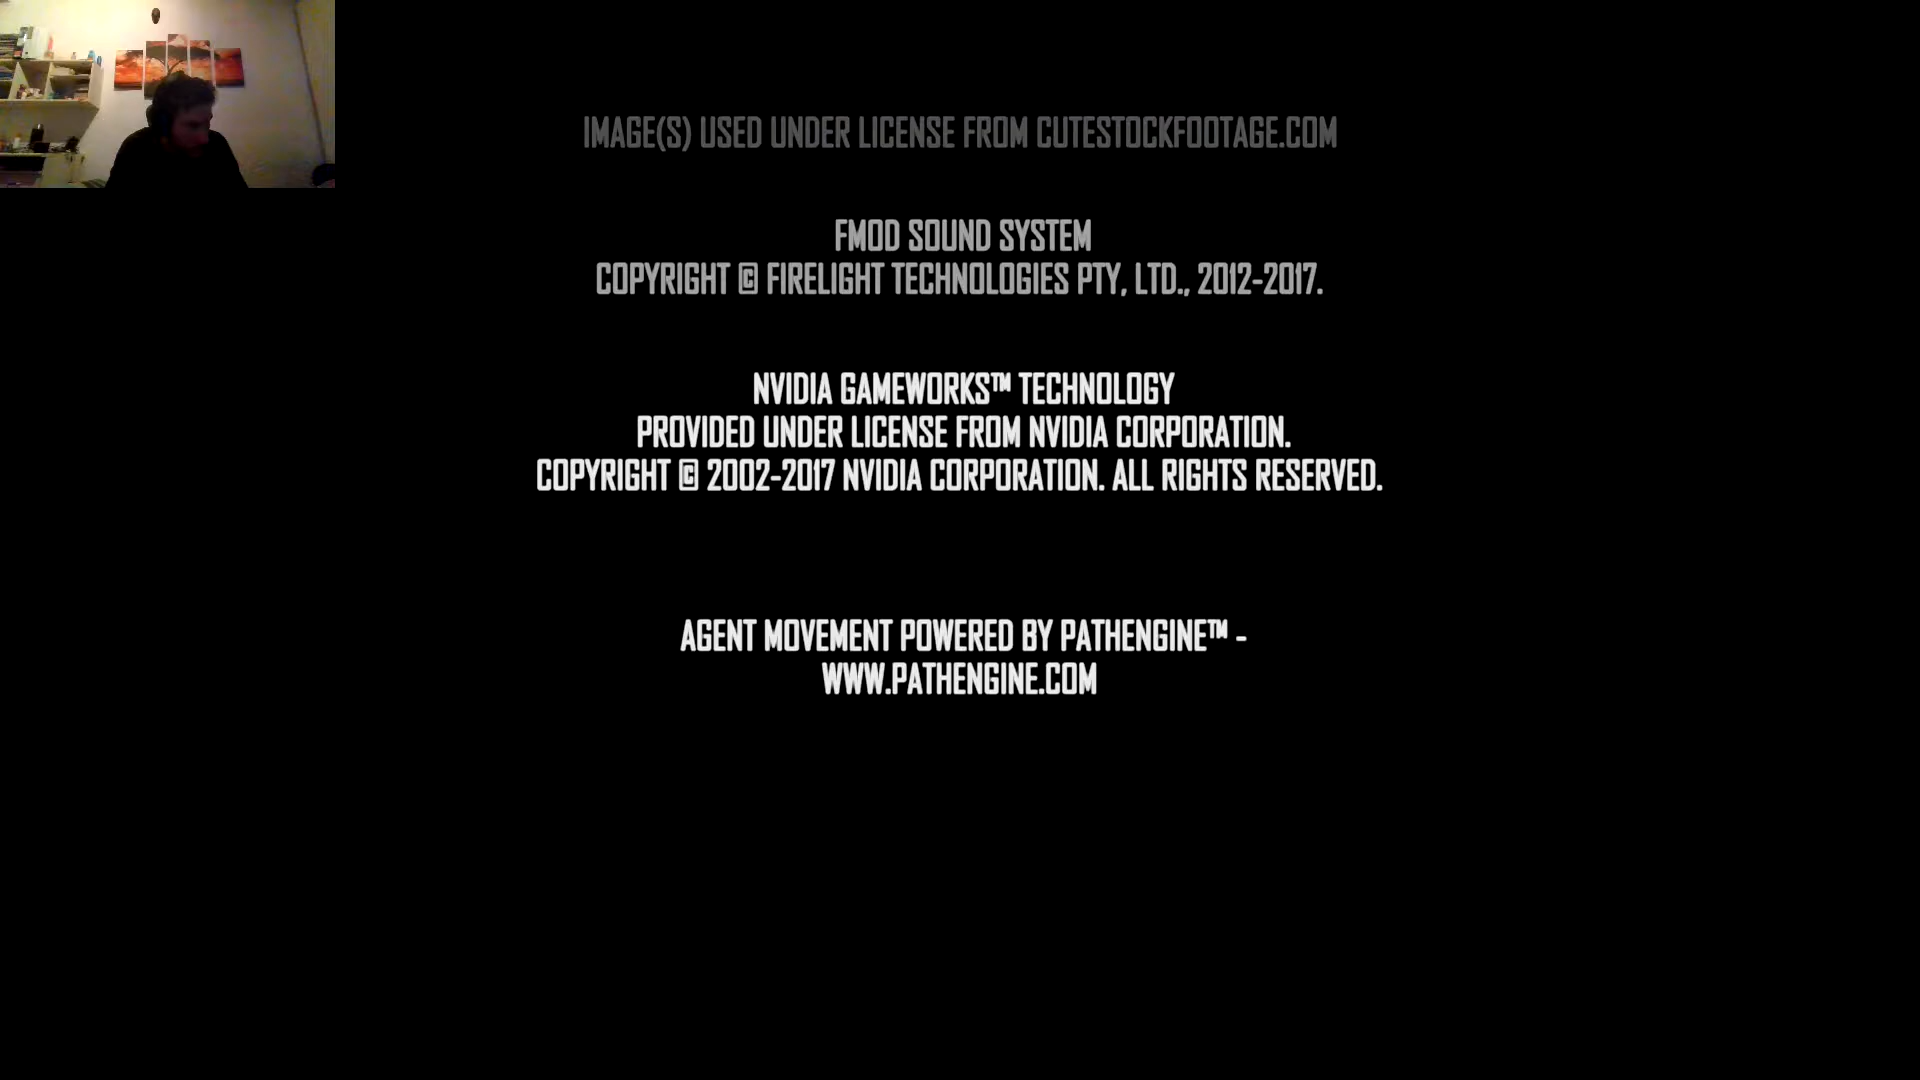 IMAGE(S) USED UNDER LICENSE FROM CUTESTOCKFOOTAGE.COM
FMOD SOUND SYSTEM
COPYRIGHT © FIRELIGHT TECHNOLOGIES PTY, LTD., 2012-2017.
NVIDIA GAMEWORKS™ TECHNOLOGY
PROVIDED UNDER LICENSE FROM NVIDIA CORPORATION.
COPYRIGHT © 2002-2017 NVIDIA CORPORATION. ALL RIGHTS RESERVED.
AGENT MOVEMENT POWERED BY PATHENGINE™ -
WWW.PATHENGINE.COM